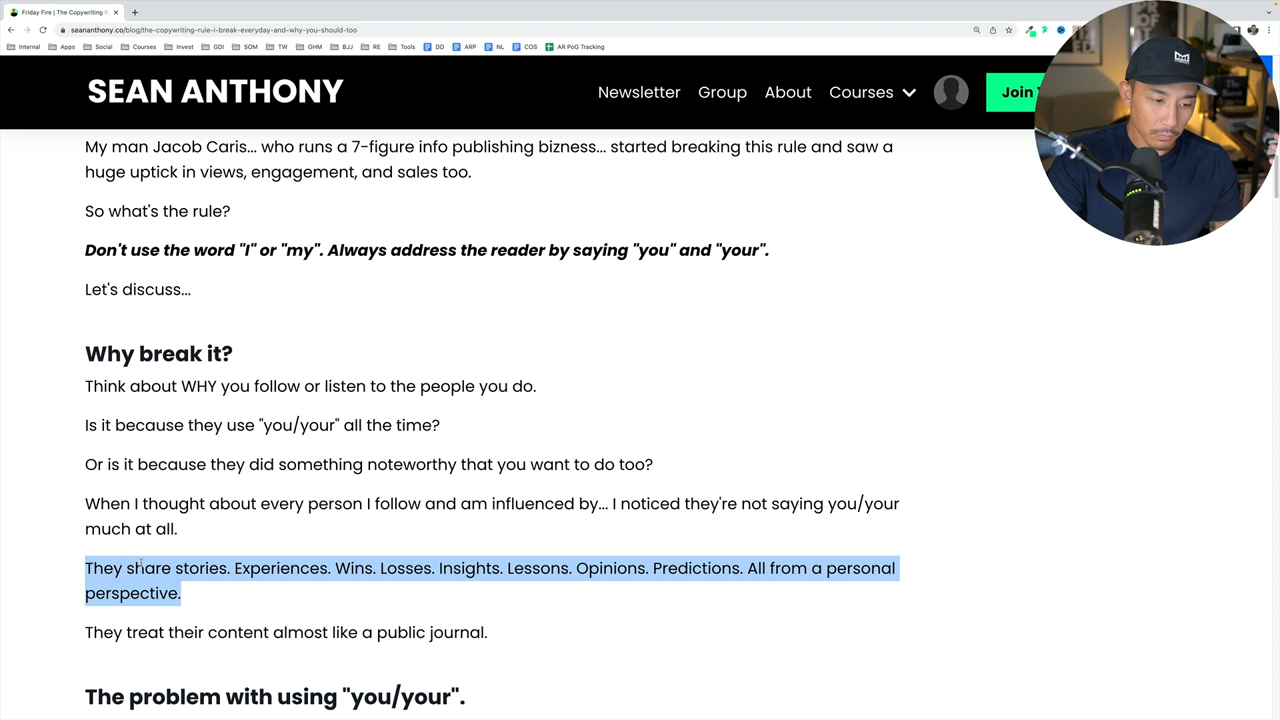 Friday Fire | The Copywriting R
seananthony.co/blog/the-copywriting-rule-i-break-everyday-and-why-you-should-too
Internal Apps Social Courses Invest GDI SOM TW GHM BJJ RE Tools DD ARP NL COS AR PoG Tracking
SEAN ANTHONY
Newsletter Group About Courses Join
My man Jacob Caris... who runs a 7-figure info publishing bizness... started breaking this rule and saw a
huge uptick in views, engagement, and sales too.
So what's the rule?
Don't use the word "I" or "my". Always address the reader by saying "you" and "your".
Let's discuss...
Why break it?
Think about WHY you follow or listen to the people you do.
Is it because they use "you/your" all the time?
Or is it because they did something noteworthy that you want to do too?
When I thought about every person I follow and am influenced by... I noticed they're not saying you/your
much at all.
They share stories. Experiences. Wins. Losses. Insights. Lessons. Opinions. Predictions. All from a personal
perspective.
They treat their content almost like a public journal.
The problem with using "you/your".